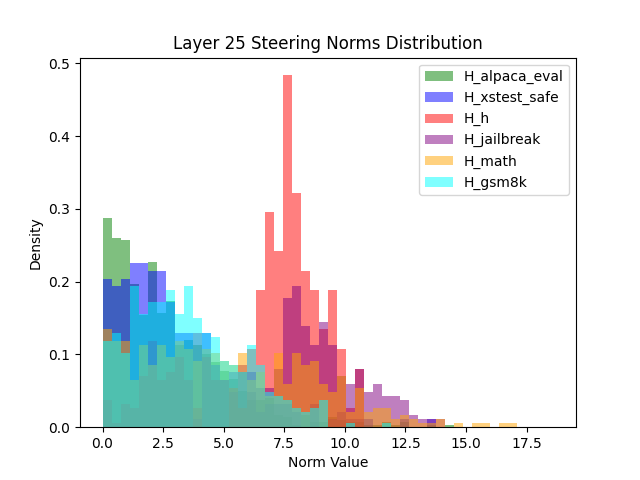 Layer 25 Steering Norms Distribution
H_alpaca_eval
H_xstest_safe
H_h
H_jailbreak
H_math
H_gsm8k
Density
0.5
0.4
0.3
0.2
0.1
0.0
0.0 2.5 5.0 7.5 10.0 12.5 15.0 17.5
Norm Value